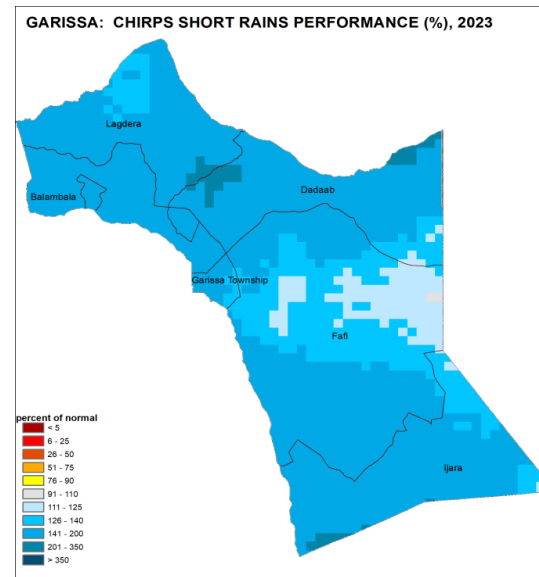 GARISSA: CHIRPS SHORT RAINS PERFORMANCE (%), 2023
Lagdera
Balambala
Dadaab
Garissa Township
Fafi
Ijara
percent of normal
< 5
6 - 25
26 - 50
51 - 75
76 - 90
91 - 110
111 - 125
126 - 140
141 - 200
201 - 350
> 350